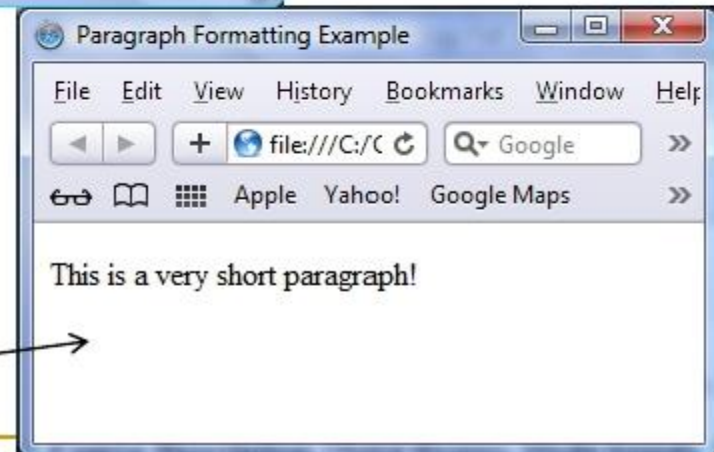 Paragraph Formatting Example
File Edit View History Bookmarks Window Help
file:///C:/C Google
Apple Yahoo! Google Maps
This is a very short paragraph!